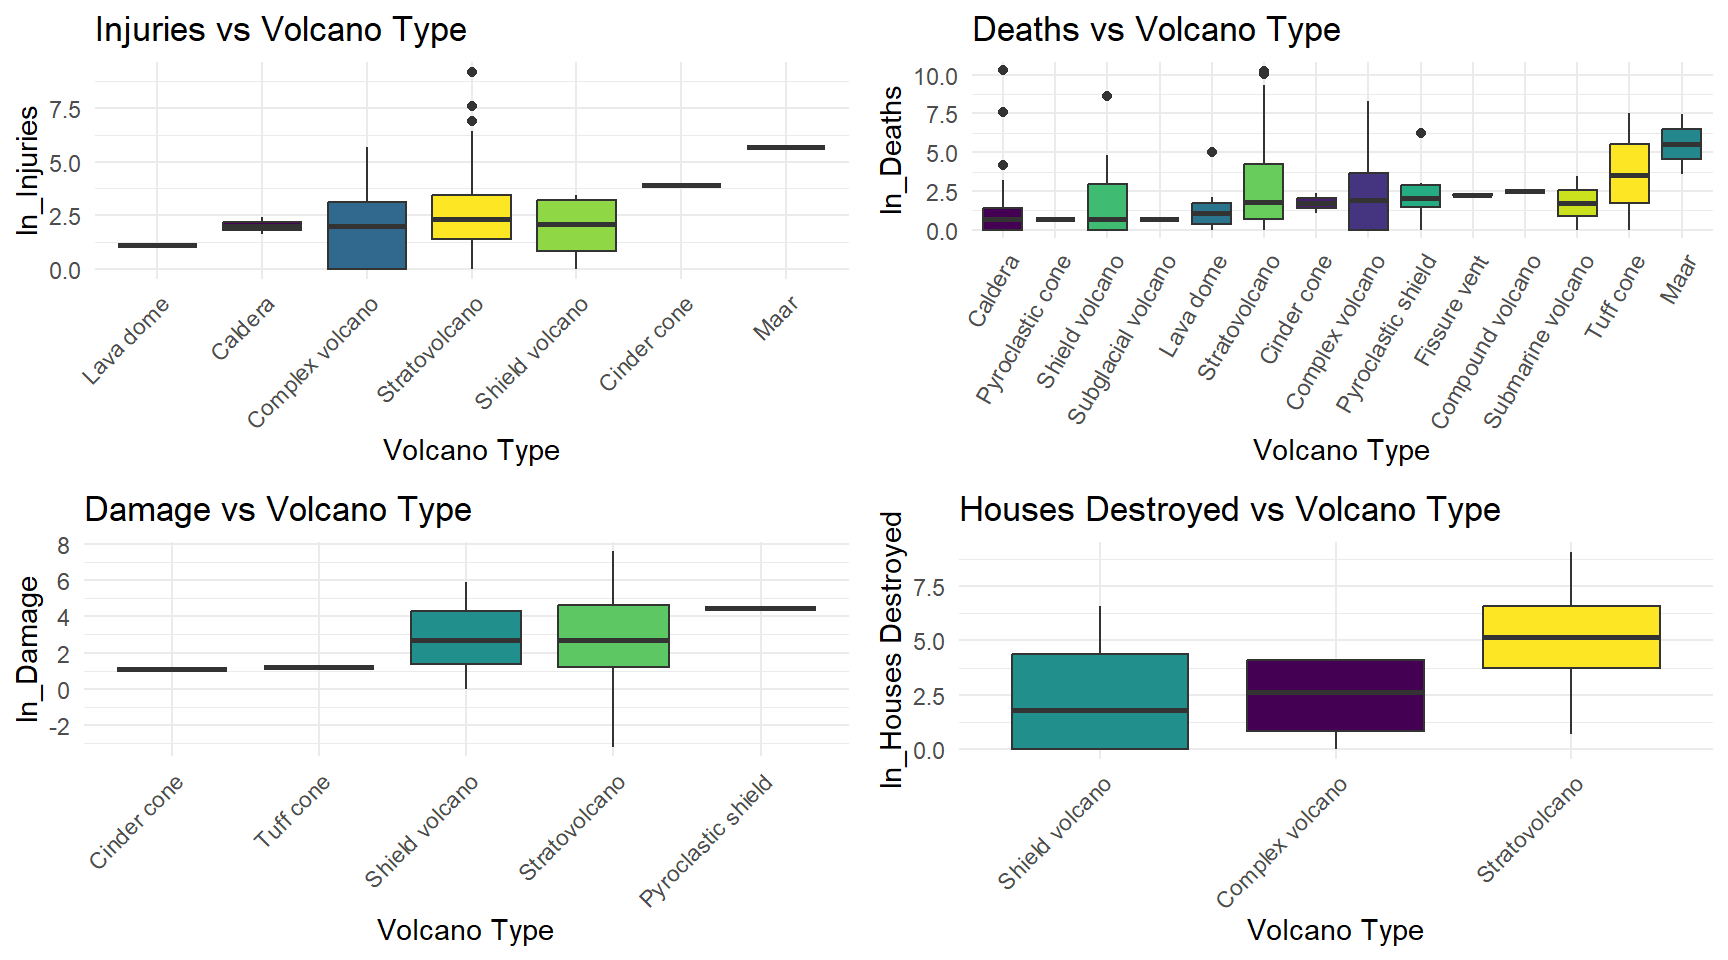 Injuries vs Volcano Type
ln_Injuries
7.5
5.0
2.5
0.0
Lava dome
Caldera
Complex volcano
Stratovolcano
Shield volcano
Cinder cone
Maar
Volcano Type
Deaths vs Volcano Type
ln_Deaths
10.0
7.5
5.0
2.5
0.0
Caldera
Pyroclastic cone
Shield volcano
Subglacial volcano
Lava dome
Stratovolcano
Cinder cone
Complex volcano
Pyroclastic shield
Fissure vent
Compound volcano
Submarine volcano
Tuff cone
Maar
Volcano Type
Damage vs Volcano Type
ln_Damage
8
6
4
2
0
-2
Cinder cone
Tuff cone
Shield volcano
Stratovolcano
Pyroclastic shield
Volcano Type
Houses Destroyed vs Volcano Type
ln_Houses Destroyed
7.5
5.0
2.5
0.0
Shield volcano
Complex volcano
Stratovolcano
Volcano Type